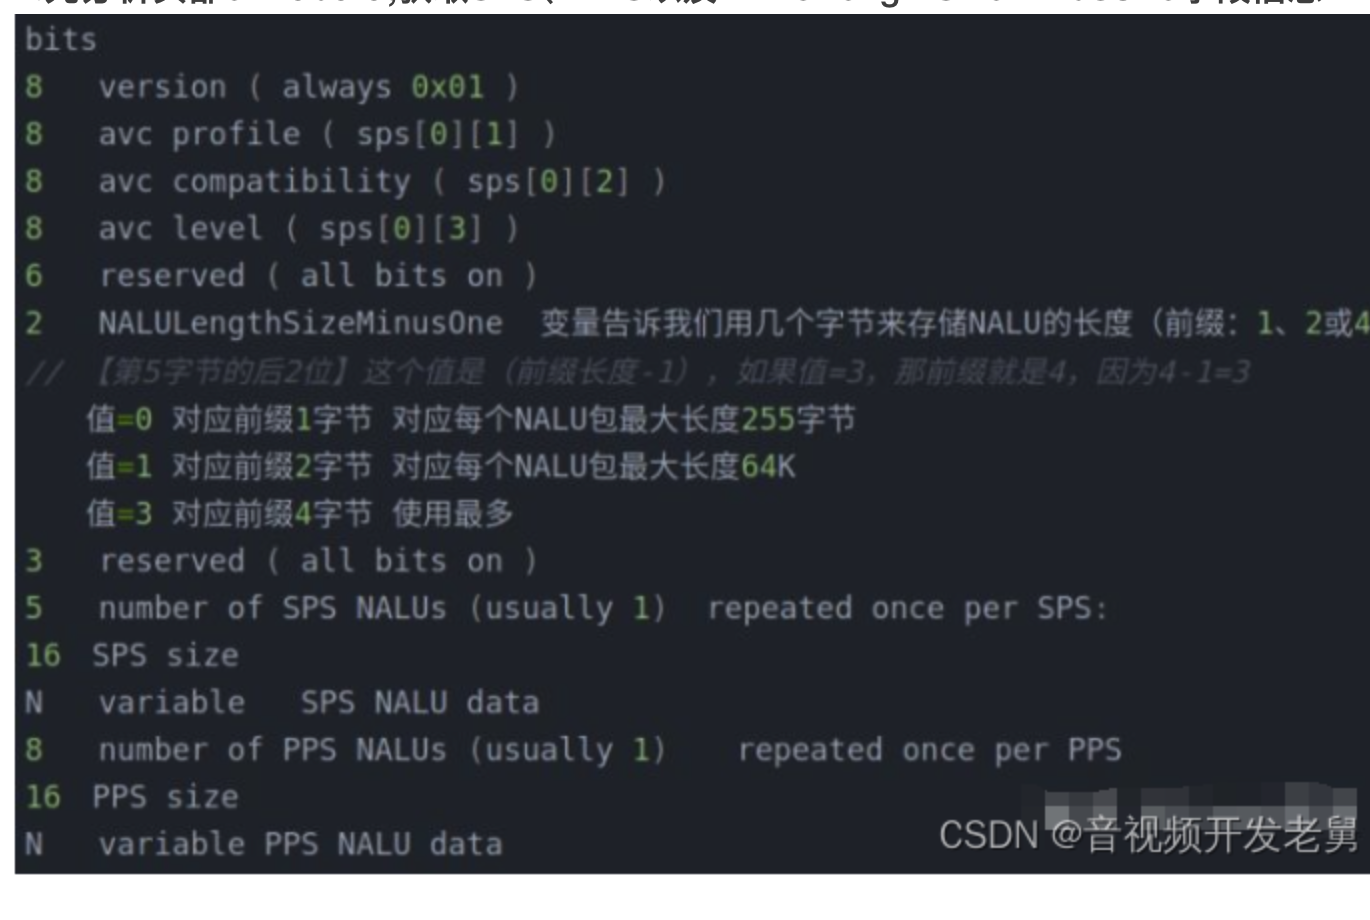 bits
8 version ( always 0x01 )
8 avc profile ( sps[0][1] )
8 avc compatibility ( sps[0][2] )
8 avc level ( sps[0][3] )
6 reserved ( all bits on )
2 NALULengthSizeMinusOne 变量告诉我们用几个字节来存储NALU的长度（前缀：1、2或4
// 【第5字节的后2位】这个值是（前缀长度-1），如果值=3，那前缀就是4，因为4-1=3
值=0 对应前缀1字节 对应每个NALU包最大长度255字节
值=1 对应前缀2字节 对应每个NALU包最大长度64K
值=3 对应前缀4字节 使用最多
3 reserved ( all bits on )
5 number of SPS NALUs (usually 1) repeated once per SPS:
16 SPS size
N variable SPS NALU data
8 number of PPS NALUs (usually 1) repeated once per PPS
16 PPS size
N variable PPS NALU data
CSDN @音视频开发老舅